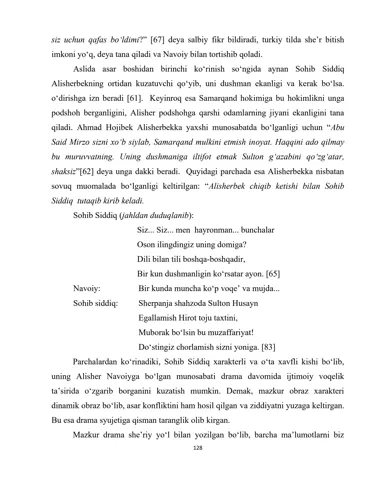 siz uchun qafas bo‘ldimi?” [67] deya salbiy fikr bildiradi, turkiy tilda she’r bitish
imkoni yo‘q, deya tana qiladi va Navoiy bilan tortishib qoladi.
Aslida asar boshidan birinchi ko‘rinish so‘ngida aynan Sohib Siddiq
Alisherbekning ortidan kuzatuvchi qo‘yib, uni dushman ekanligi va kerak bo‘lsa.
o‘dirishga izn beradi [61]. Keyinroq esa Samarqand hokimiga bu hokimlikni unga
podshoh berganligini, Alisher podshohga qarshi odamlarning jiyani ekanligini tana
qiladi. Ahmad Hojibek Alisherbekka yaxshi munosabatda bo‘lganligi uchun “Abu
Said Mirzo sizni xo‘b siylab, Samarqand mulkini etmish inoyat. Haqqini ado qilmay
bu muruvvatning. Uning dushmaniga iltifot etmak Sulton g‘azabini qo‘zg‘atar,
shaksiz”[62] deya unga dakki beradi. Quyidagi parchada esa Alisherbekka nisbatan
sovuq muomalada bo‘lganligi keltirilgan: “Alisherbek chiqib ketishi bilan Sohib
Siddiq tutaqib kirib keladi.
Sohib Siddiq (jahldan duduqlanib):
Siz... Siz... men hayronman... bunchalar
Oson ilingdingiz uning domiga?
Dili bilan tili boshqa-boshqadir,
Bir kun dushmanligin ko‘rsatar ayon. [65]
Navoiy: Bir kunda muncha ko‘p voqe’ va mujda...
Sohib siddiq: Sherpanja shahzoda Sulton Husayn
Egallamish Hirot toju taxtini,
Muborak bo‘lsin bu muzaffariyat!
Do‘stingiz chorlamish sizni yoniga. [83]
Parchalardan ko‘rinadiki, Sohib Siddiq xarakterli va o‘ta xavfli kishi bo‘lib,
uning Alisher Navoiyga bo‘lgan munosabati drama davomida ijtimoiy voqelik
ta’sirida o‘zgarib borganini kuzatish mumkin. Demak, mazkur obraz xarakteri
dinamik obraz bo‘lib, asar konfliktini ham hosil qilgan va ziddiyatni yuzaga keltirgan.
Bu esa drama syujetiga qisman taranglik olib kirgan.
Mazkur drama she’riy yo‘l bilan yozilgan bo‘lib, barcha ma’lumotlarni biz
128